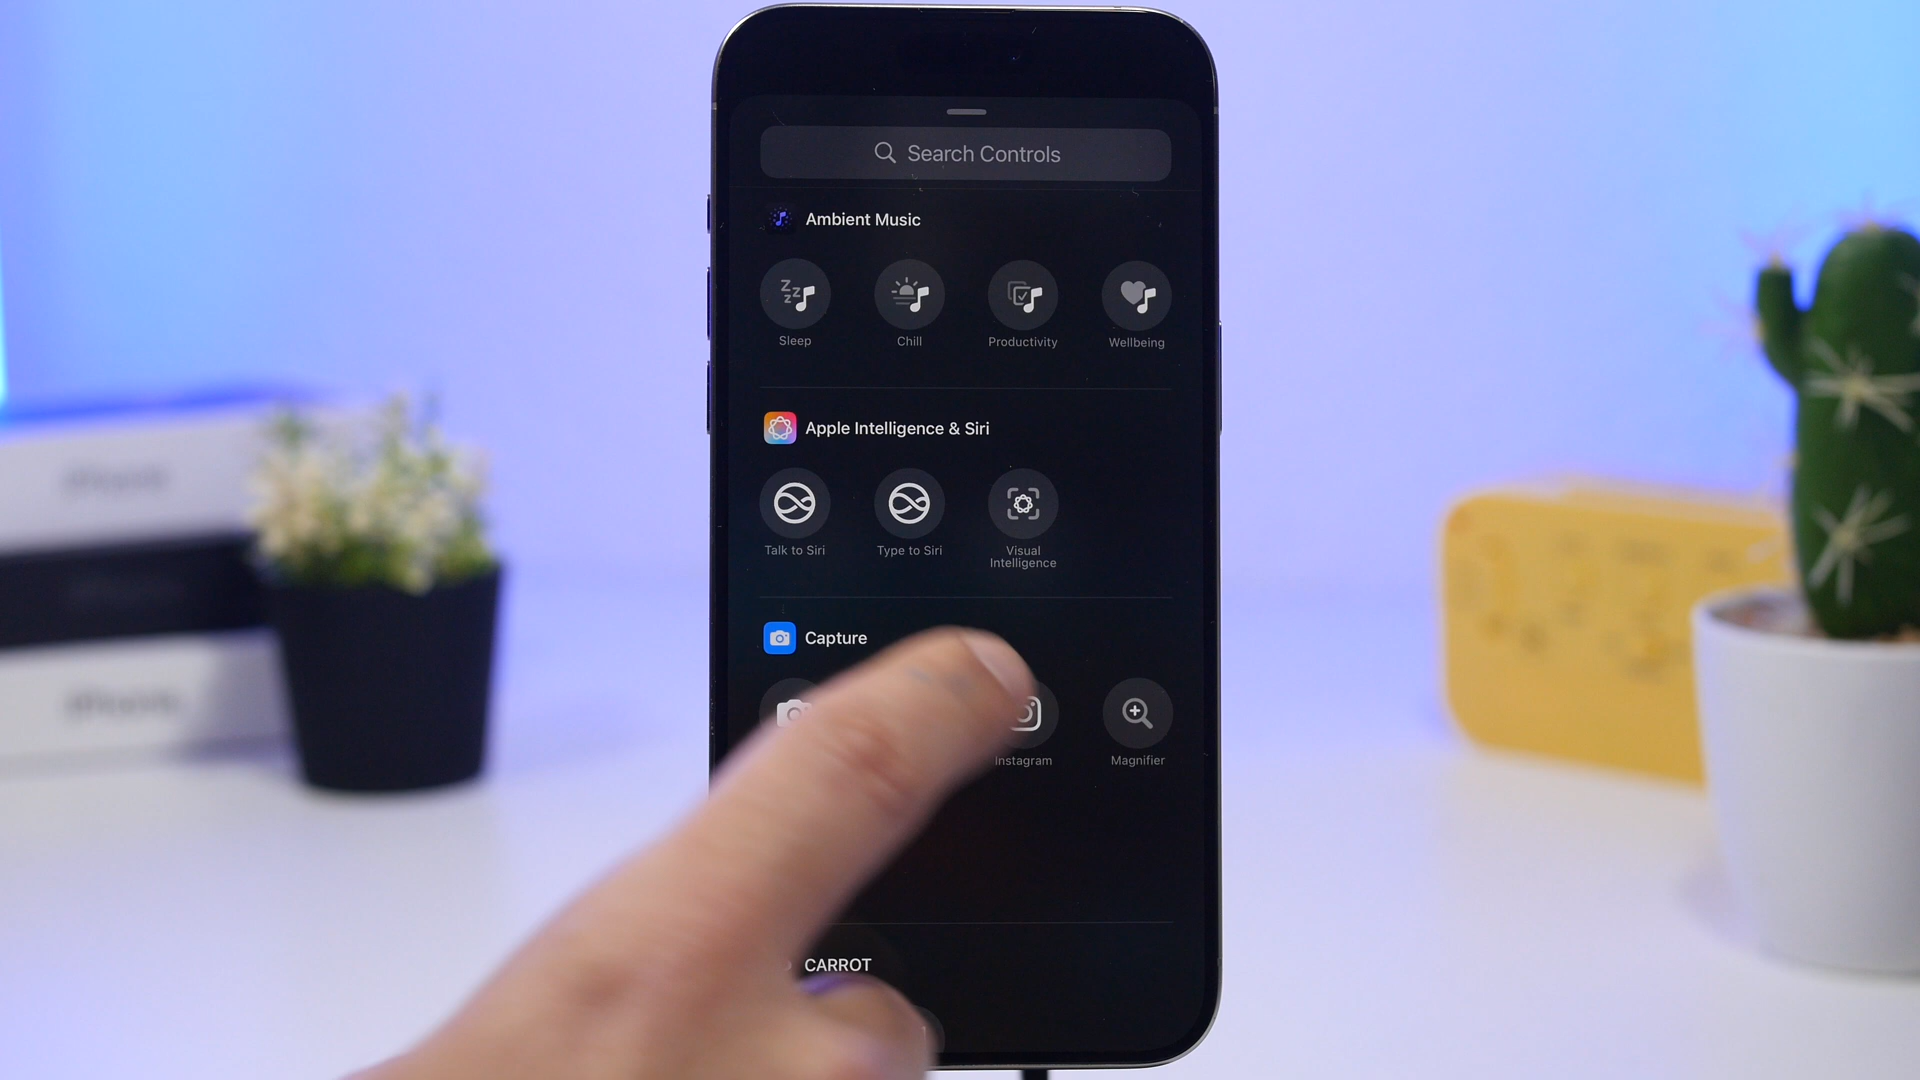 Search Controls
Ambient Music
Sleep
Chill
Productivity
Wellbeing
Apple Intelligence & Siri
Talk to Siri
Type to Siri
Visual
Intelligence
Capture
Instagram
Magnifier
CARROT